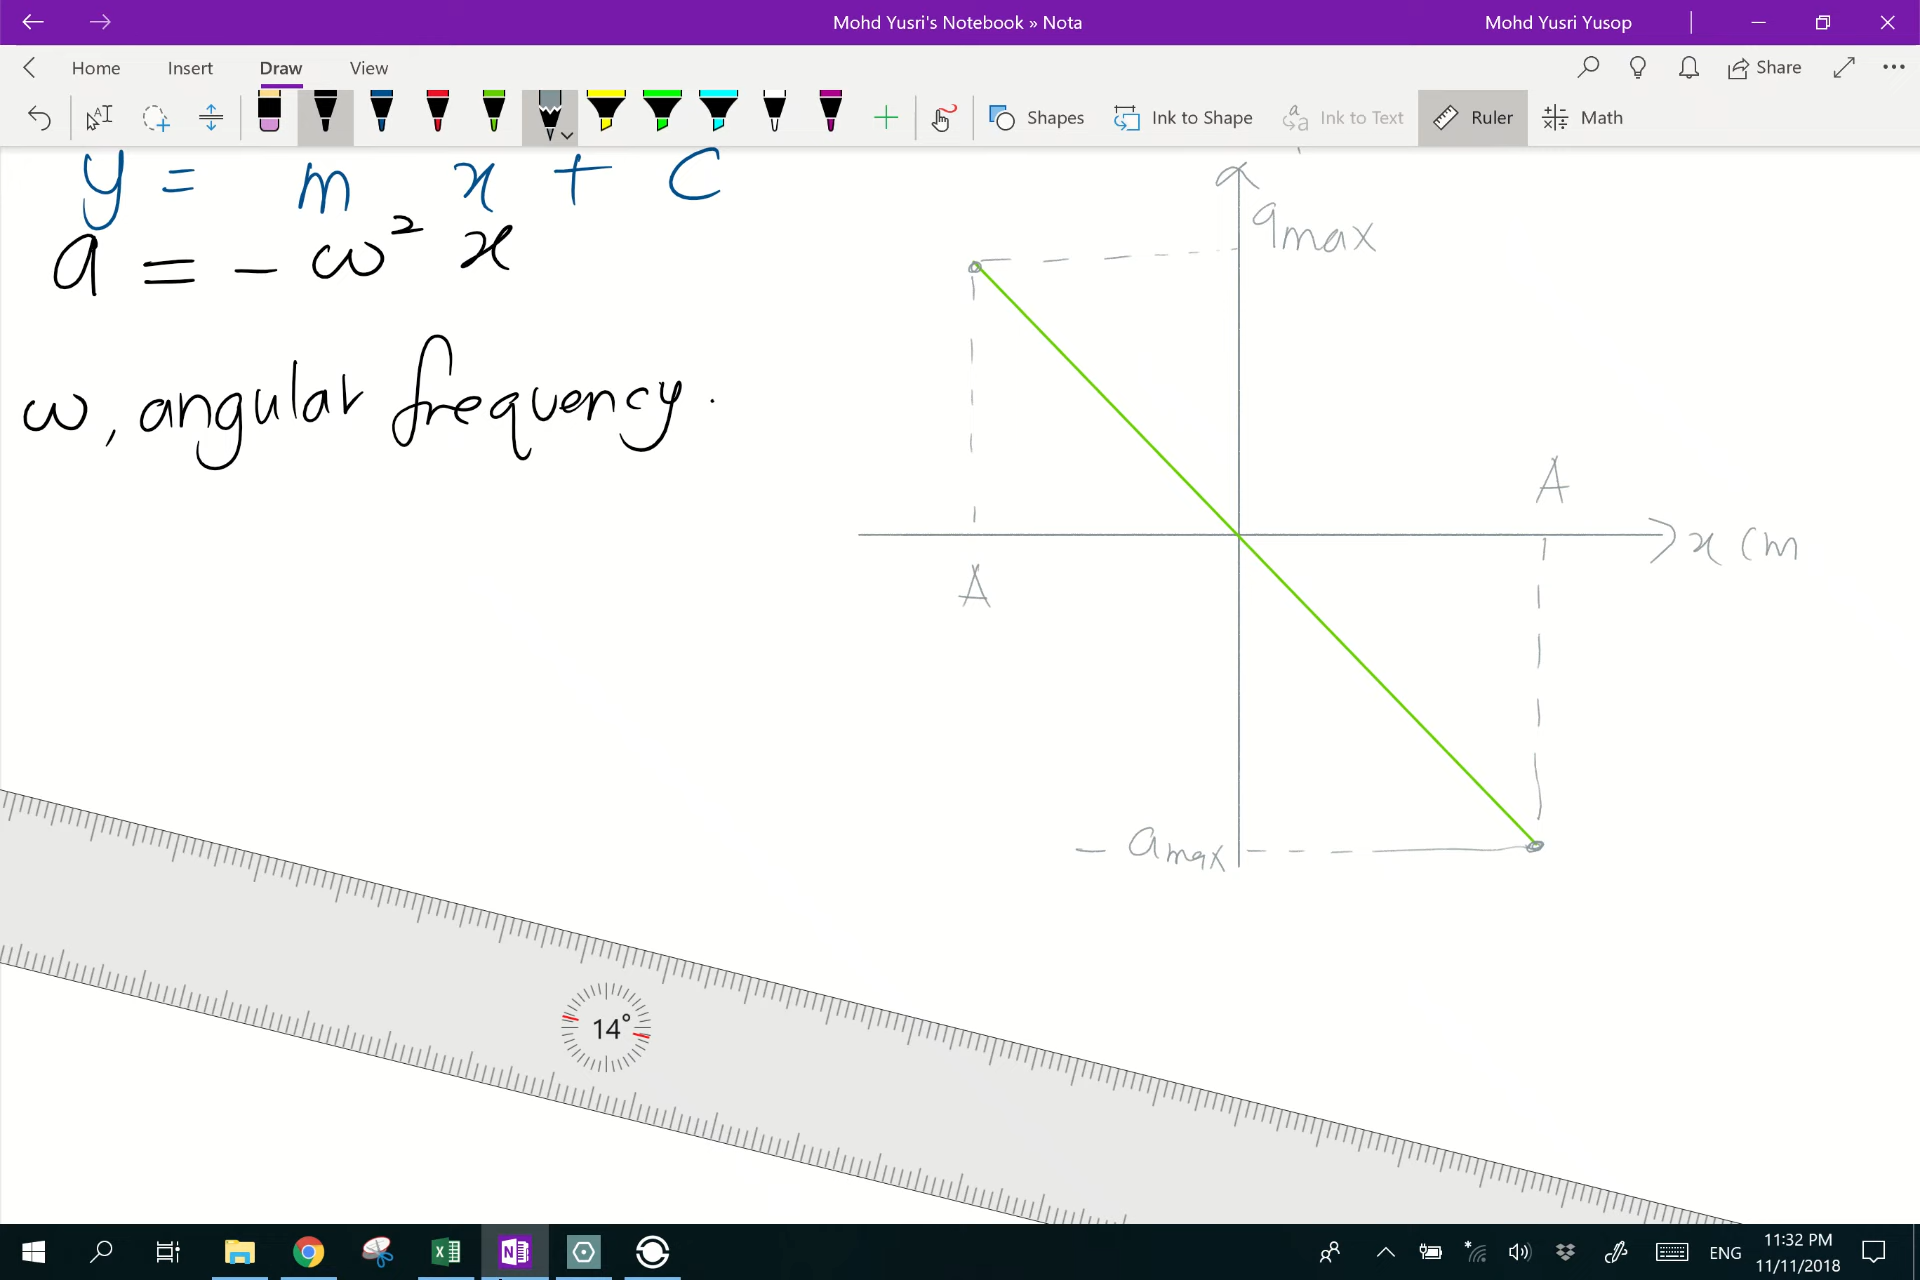 Mohd Yusri's Notebook » Nota
Mohd Yusri Yusop
Home Insert Draw View
Share
Shapes Ink to Shape Ink to Text Ruler Math
y = m x + C
a = - ω² x
ω, angular frequency.
amax
A
x (m
A
- amax
14°
ENG
11:32 PM
11/11/2018